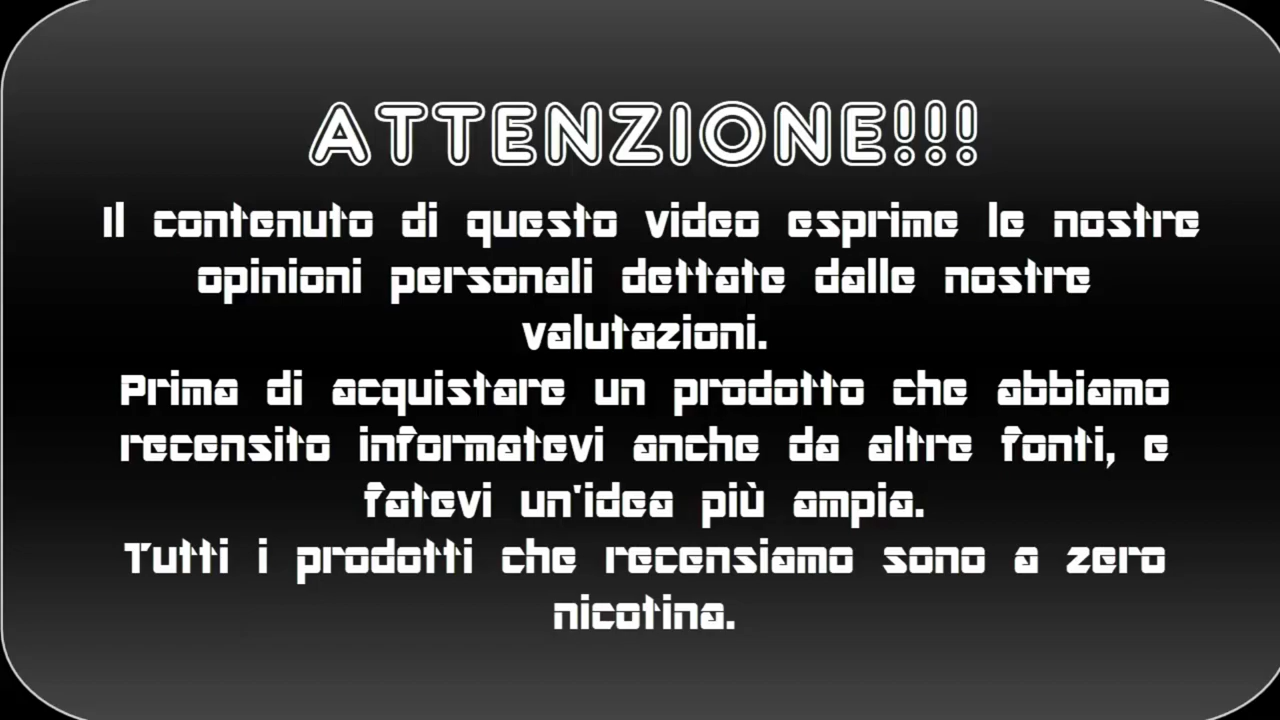 ATTENZIONE!!!
Il contenuto di questo video esprime le nostre
opinioni personali dettate dalle nostre
valutazioni.
Prima di acquistare un prodotto che abbiamo
recensito informatevi anche da altre fonti, e
fatevi un'idea più ampia.
Tutti i prodotti che recensiamo sono a zero
nicotina.